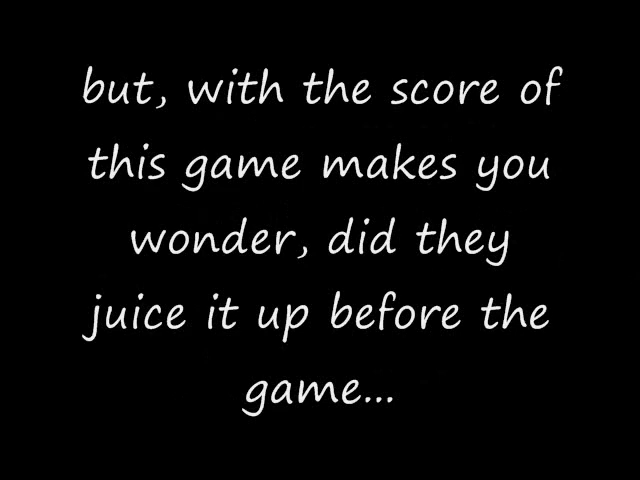 but, with the score of
this game makes you
wonder, did they
juice it up before the
game...